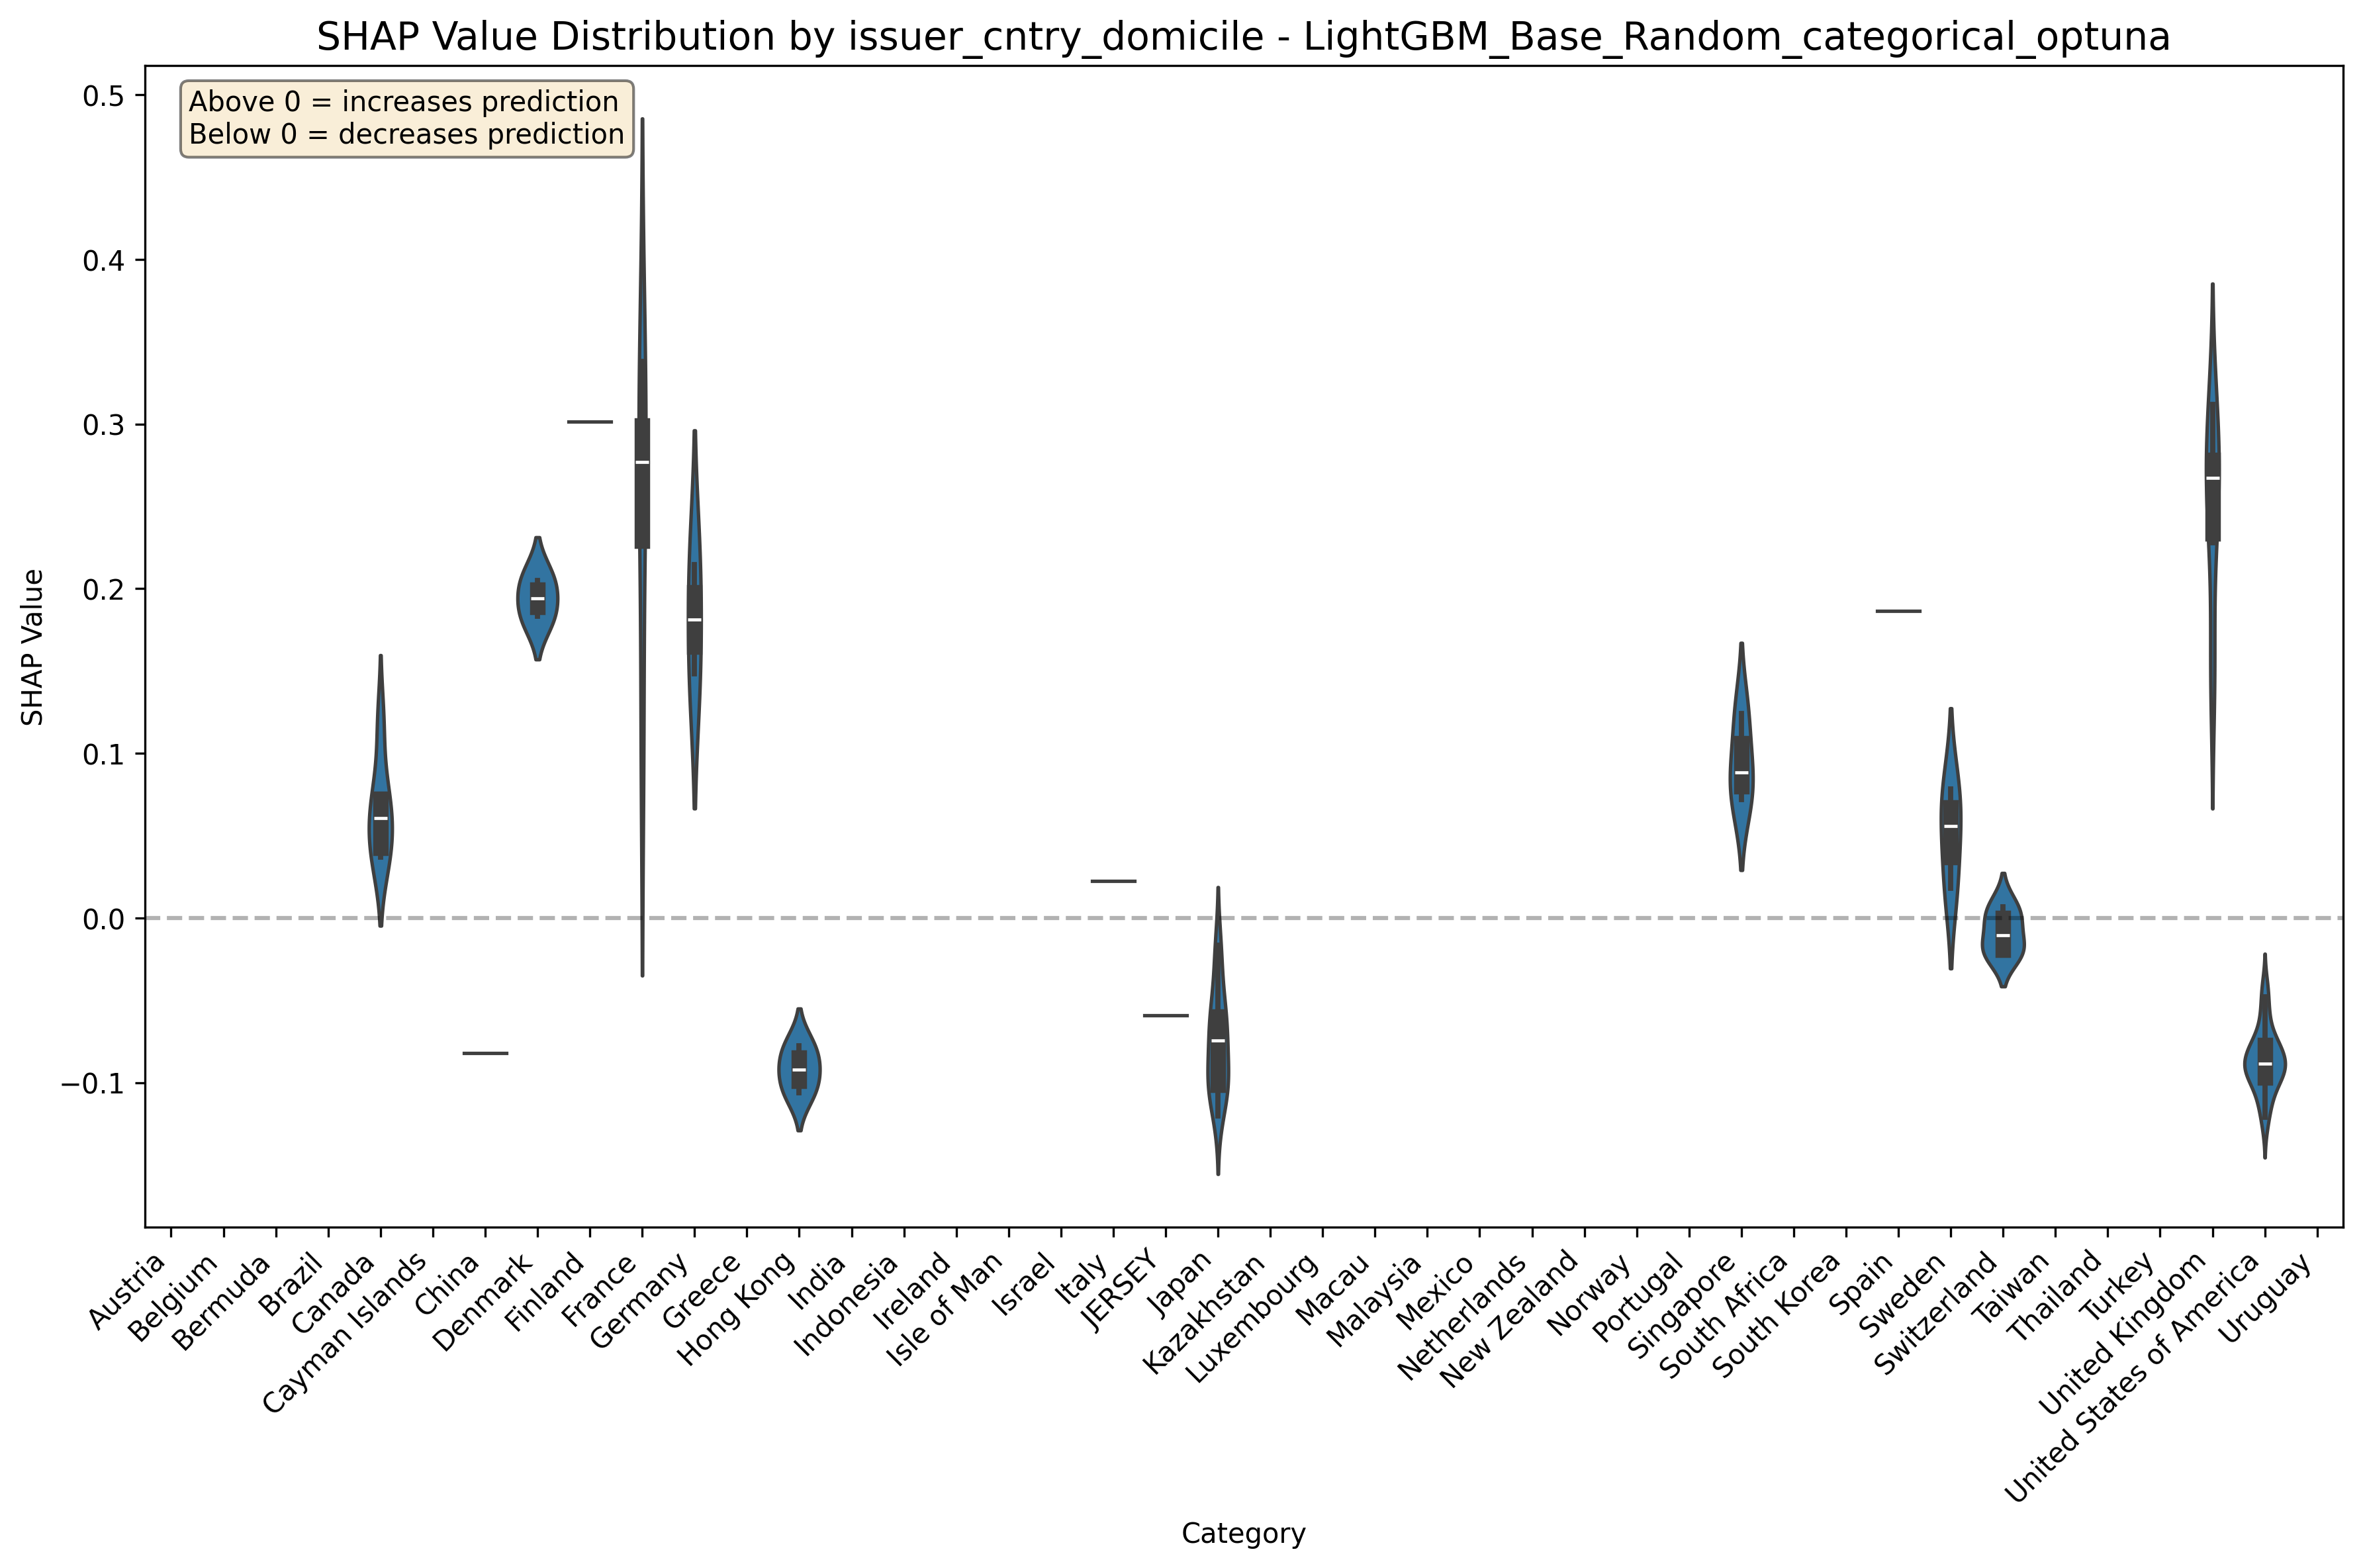 SHAP Value Distribution by issuer_cntry_domicile - LightGBM_Base_Random_categorical_optuna
Above 0 = increases prediction
Below 0 = decreases prediction
SHAP Value
0.5
0.4
0.3
0.2
0.1
0.0
−0.1
Austria
Belgium
Bermuda
Brazil
Canada
Cayman Islands
China
Denmark
Finland
France
Germany
Greece
Hong Kong
India
Indonesia
Ireland
Isle of Man
Israel
Italy
JERSEY
Japan
Kazakhstan
Luxembourg
Macau
Malaysia
Mexico
Netherlands
New Zealand
Norway
Portugal
Singapore
South Africa
South Korea
Spain
Sweden
Switzerland
Taiwan
Thailand
Turkey
United Kingdom
United States of America
Uruguay
Category